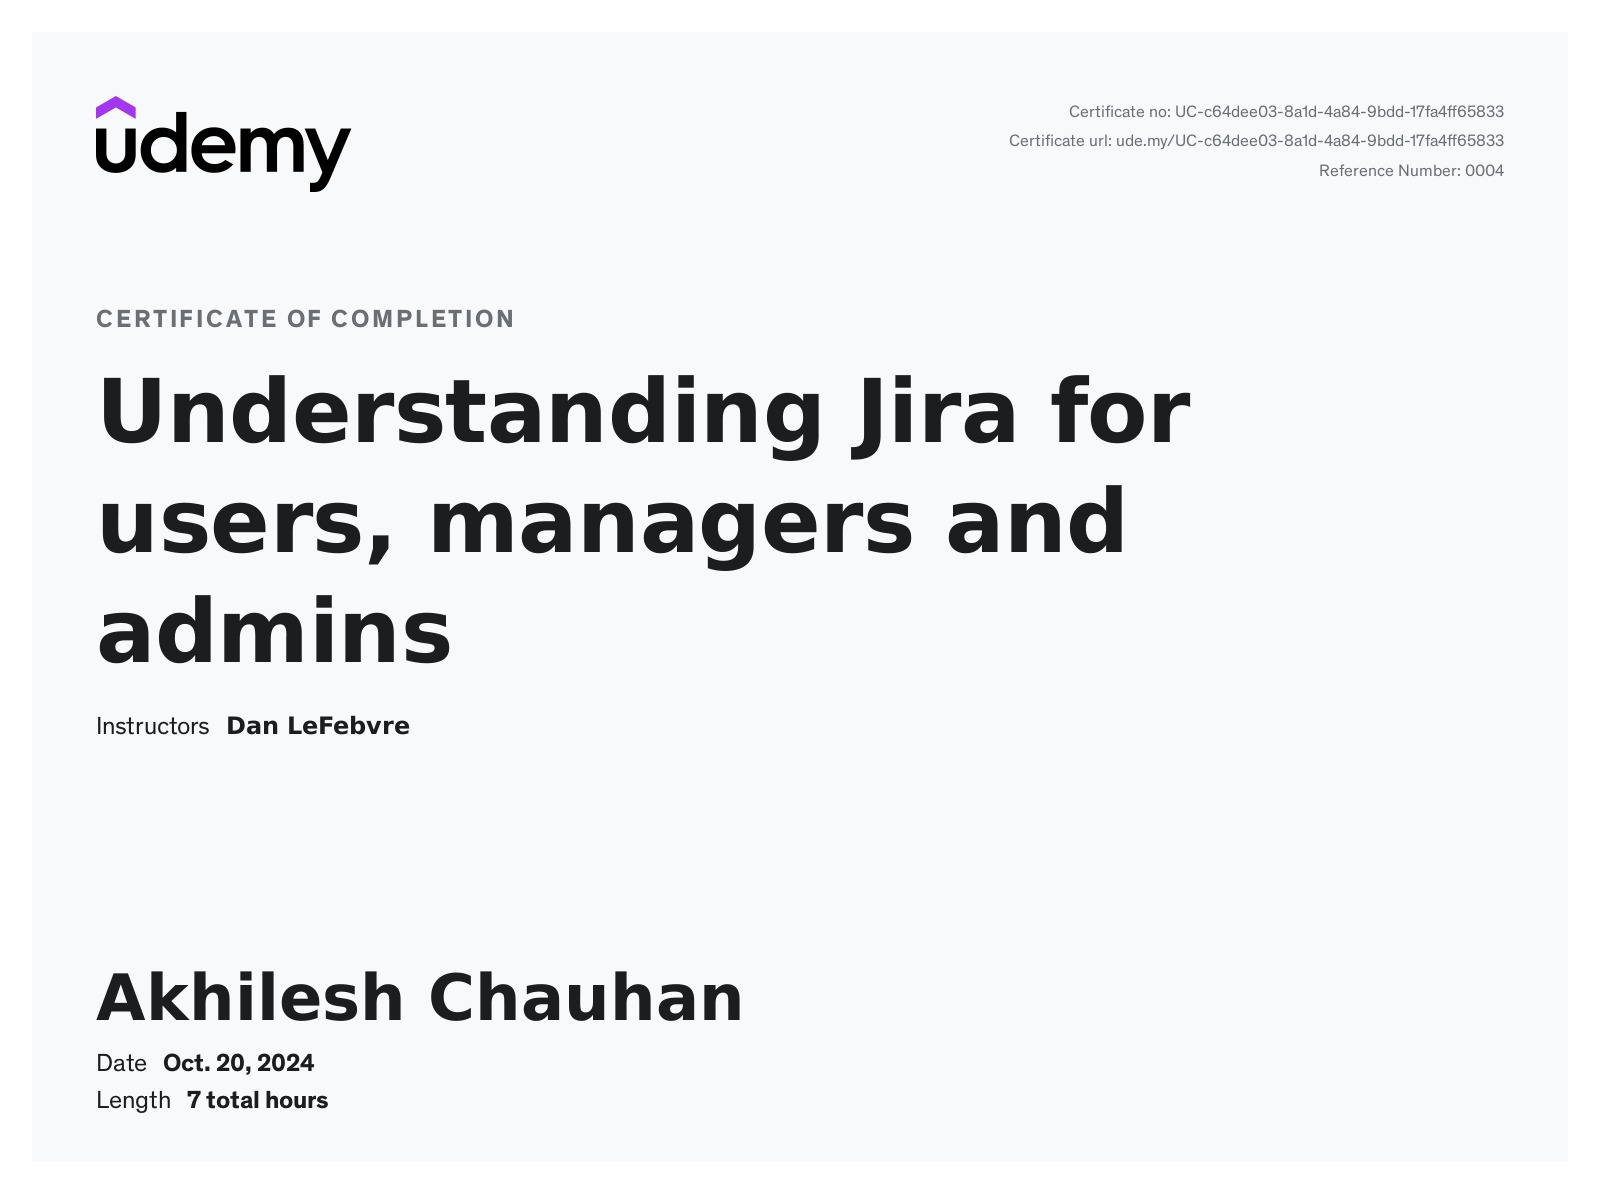 udemy
Certificate no: UC-c64dee03-8a1d-4a84-9bdd-17fa4ff65833
Certificate url: ude.my/UC-c64dee03-8a1d-4a84-9bdd-17fa4ff65833
Reference Number: 0004
CERTIFICATE OF COMPLETION
Understanding Jira for
users, managers and
admins
Instructors Dan LeFebvre
Akhilesh Chauhan
Date Oct. 20, 2024
Length 7 total hours